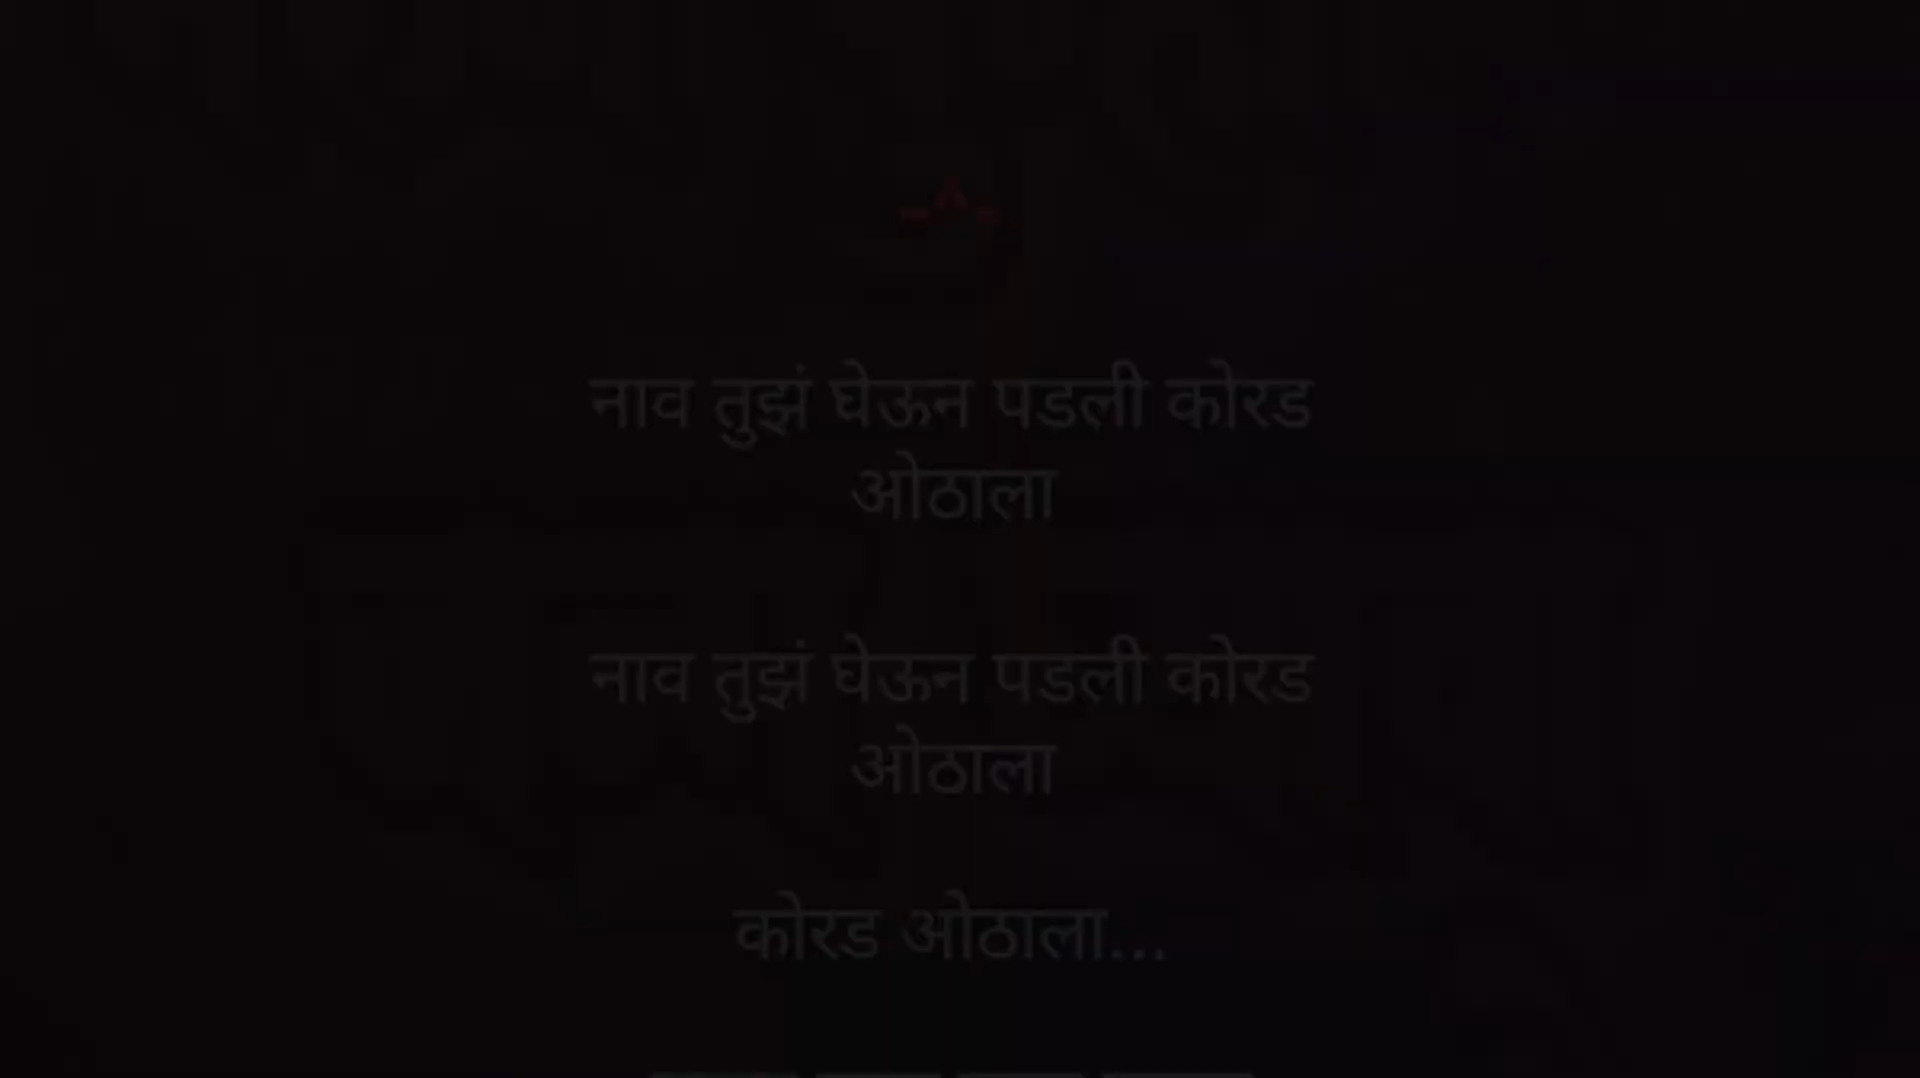 नाव तुझं घेऊन पडली कोरड
ओठाला
नाव तुझं घेऊन पडली कोरड
ओठाला
कोरड ओठाला...